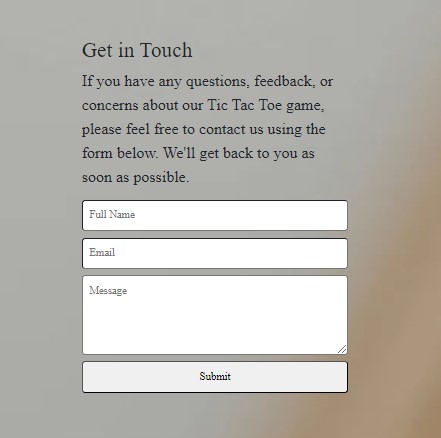 Get in Touch
If you have any questions, feedback, or
concerns about our Tic Tac Toe game,
please feel free to contact us using the
form below. We'll get back to you as
soon as possible.
Full Name
Email
Message
Submit